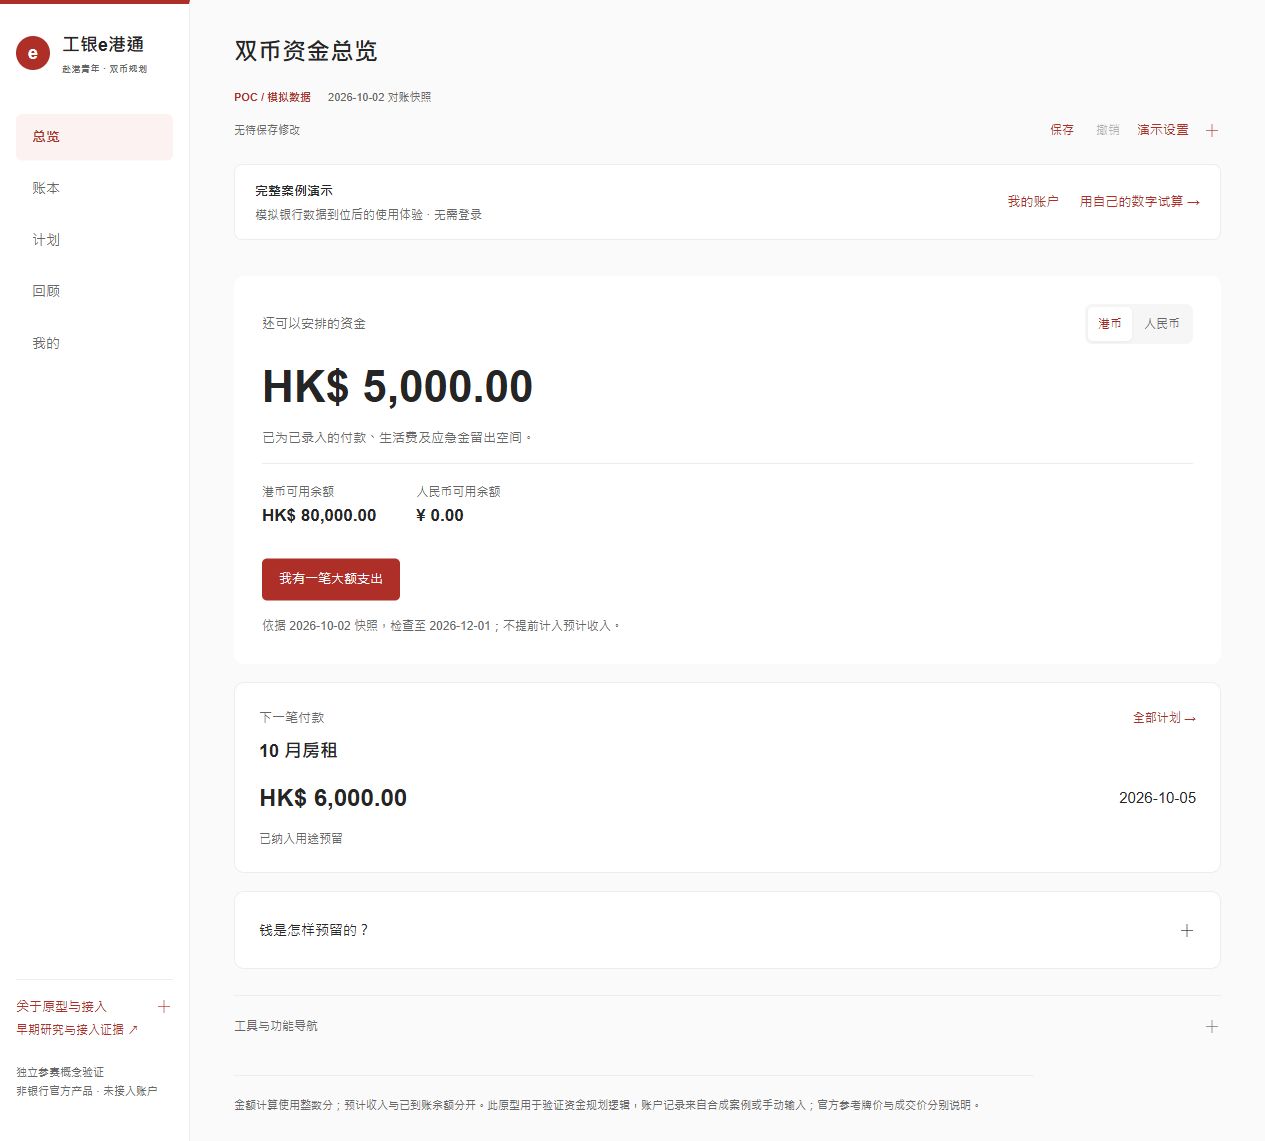 e
工银e港通
赴港青年 · 双币规划
总览
账本
计划
回顾
我的
关于原型与接入 +
早期研究与接入证据 ↗
独立参赛概念验证
非银行官方产品 · 未接入账户
双币资金总览
POC / 模拟数据 2026-10-02 对账快照
无待保存修改 保存 撤销 演示设置 +
完整案例演示
模拟银行数据到位后的使用体验 · 无需登录
我的账户 用自己的数字试算 →
还可以安排的资金 港币 人民币
HK$ 5,000.00
已为已录入的付款、生活费及应急金留出空间。
港币可用余额 人民币可用余额
HK$ 80,000.00 ¥ 0.00
我有一笔大额支出
依据 2026-10-02 快照，检查至 2026-12-01；不提前计入预计收入。
下一笔付款 全部计划 →
10 月房租
HK$ 6,000.00 2026-10-05
已纳入用途预留
钱是怎样预留的？ +
工具与功能导航 +
金额计算使用整数分；预计收入与已到账余额分开。此原型用于验证资金规划逻辑，账户记录来自合成案例或手动输入；官方参考牌价与成交价分别说明。